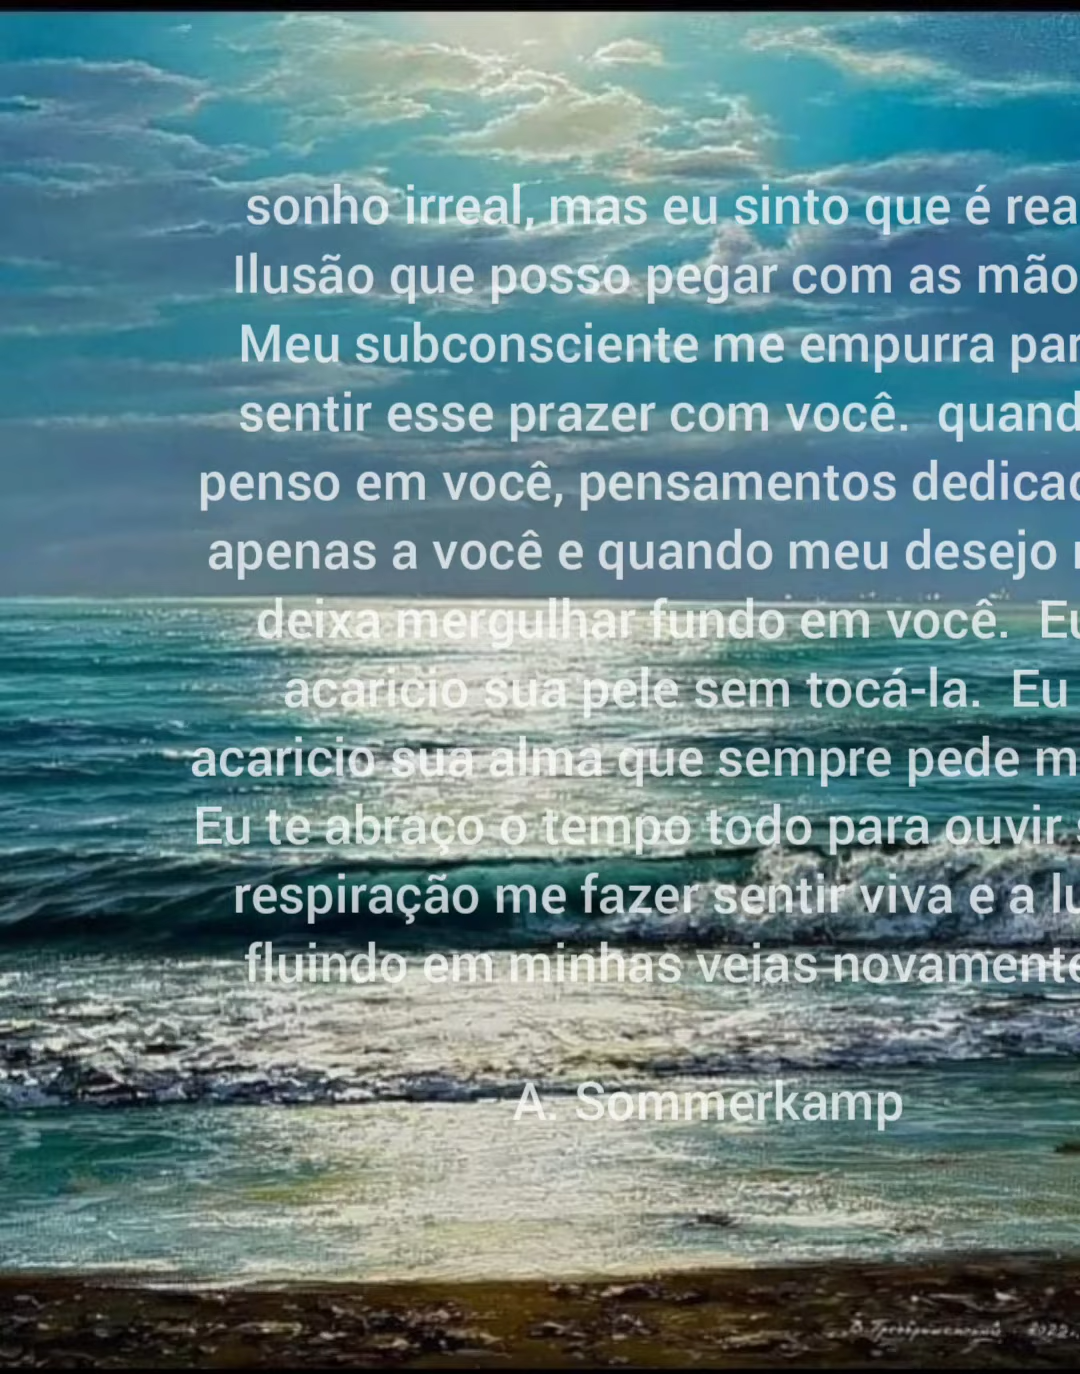 sonho irreal, mas eu sinto que é rea
Ilusão que posso pegar com as mão
Meu subconsciente me empurra par
sentir esse prazer com você.  quand
penso em você, pensamentos dedicad
apenas a você e quando meu desejo
deixa mergulhar fundo em você.  Eu
acaricio sua pele sem tocá-la.  Eu
acaricio sua alma que sempre pede m
Eu te abraço o tempo todo para ouvir
respiração me fazer sentir viva e a lu
fluindo em minhas veias novamente
A. Sommerkamp
2022